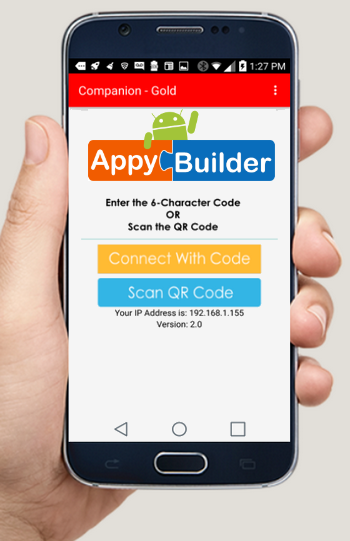 1:27 PM
Companion - Gold
Appy Builder
Enter the 6-Character Code
OR
Scan the QR Code
Connect With Code
Scan QR Code
Your IP Address is: 192.168.1.155
Version: 2.0